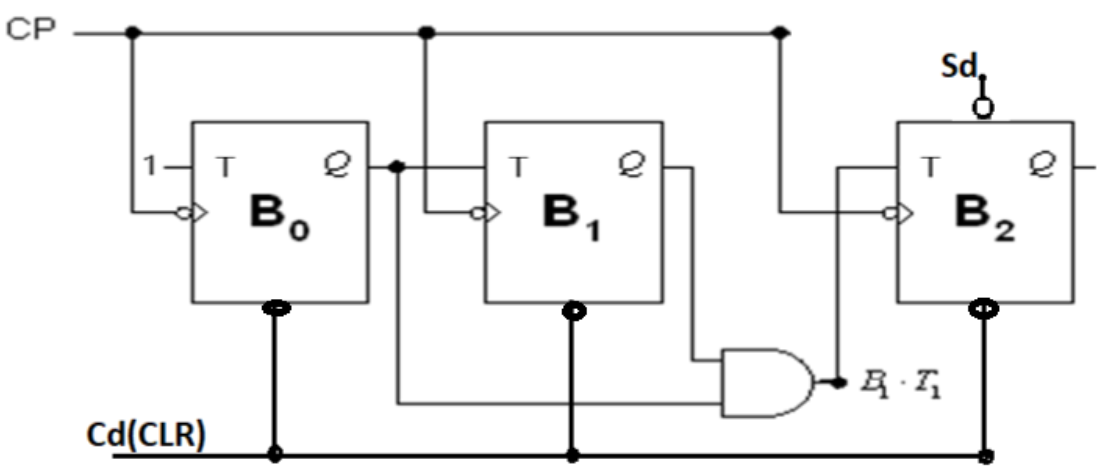 CP
Sd
1 T Q T Q T Q
B0 B1 B2
B1 · T1
Cd(CLR)